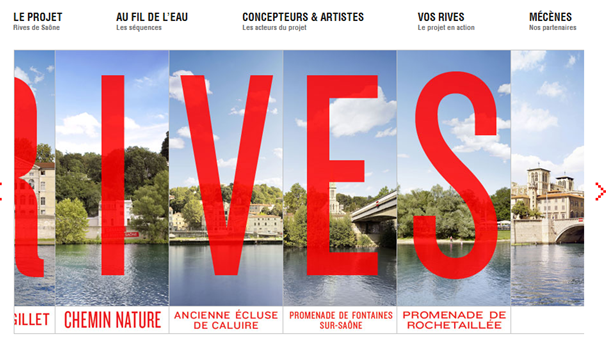 LE PROJET
Rives de Saône
AU FIL DE L'EAU
Les séquences
CONCEPTEURS & ARTISTES
Les acteurs du projet
VOS RIVES
Le projet en action
MÉCÈNES
Nos partenaires
RIVES
GILLET
CHEMIN NATURE
ANCIENNE ÉCLUSE
DE CALUIRE
PROMENADE DE FONTAINES
SUR-SAÔNE
PROMENADE DE
ROCHETAILLÉE